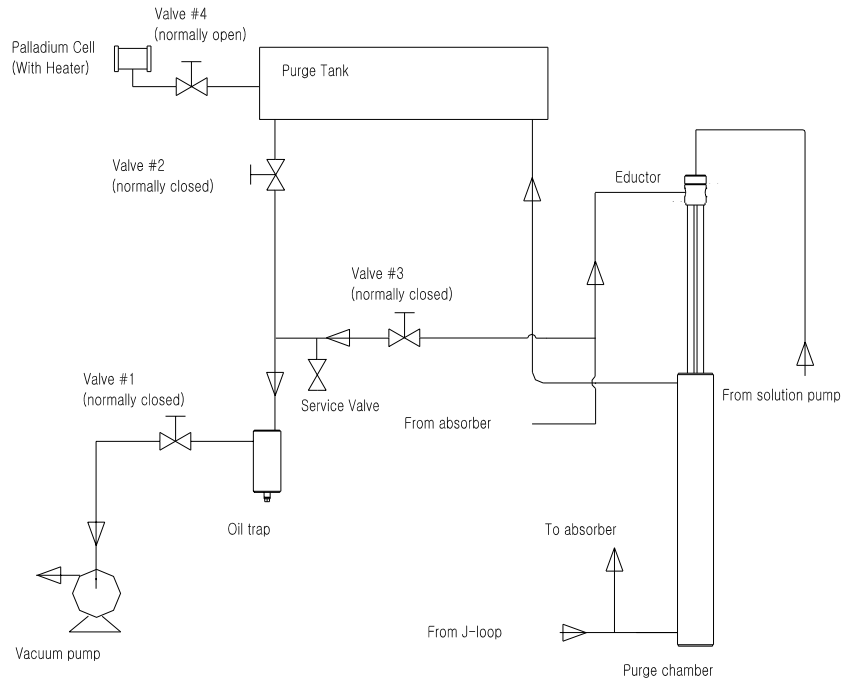 Valve #4
(normally open)
Palladium Cell
(With Heater)
Purge Tank
Valve #2
(normally closed)
Eductor
Valve #3
(normally closed)
Valve #1
(normally closed)
Service Valve
From absorber
From solution pump
Oil trap
To absorber
From J-loop
Vacuum pump
Purge chamber